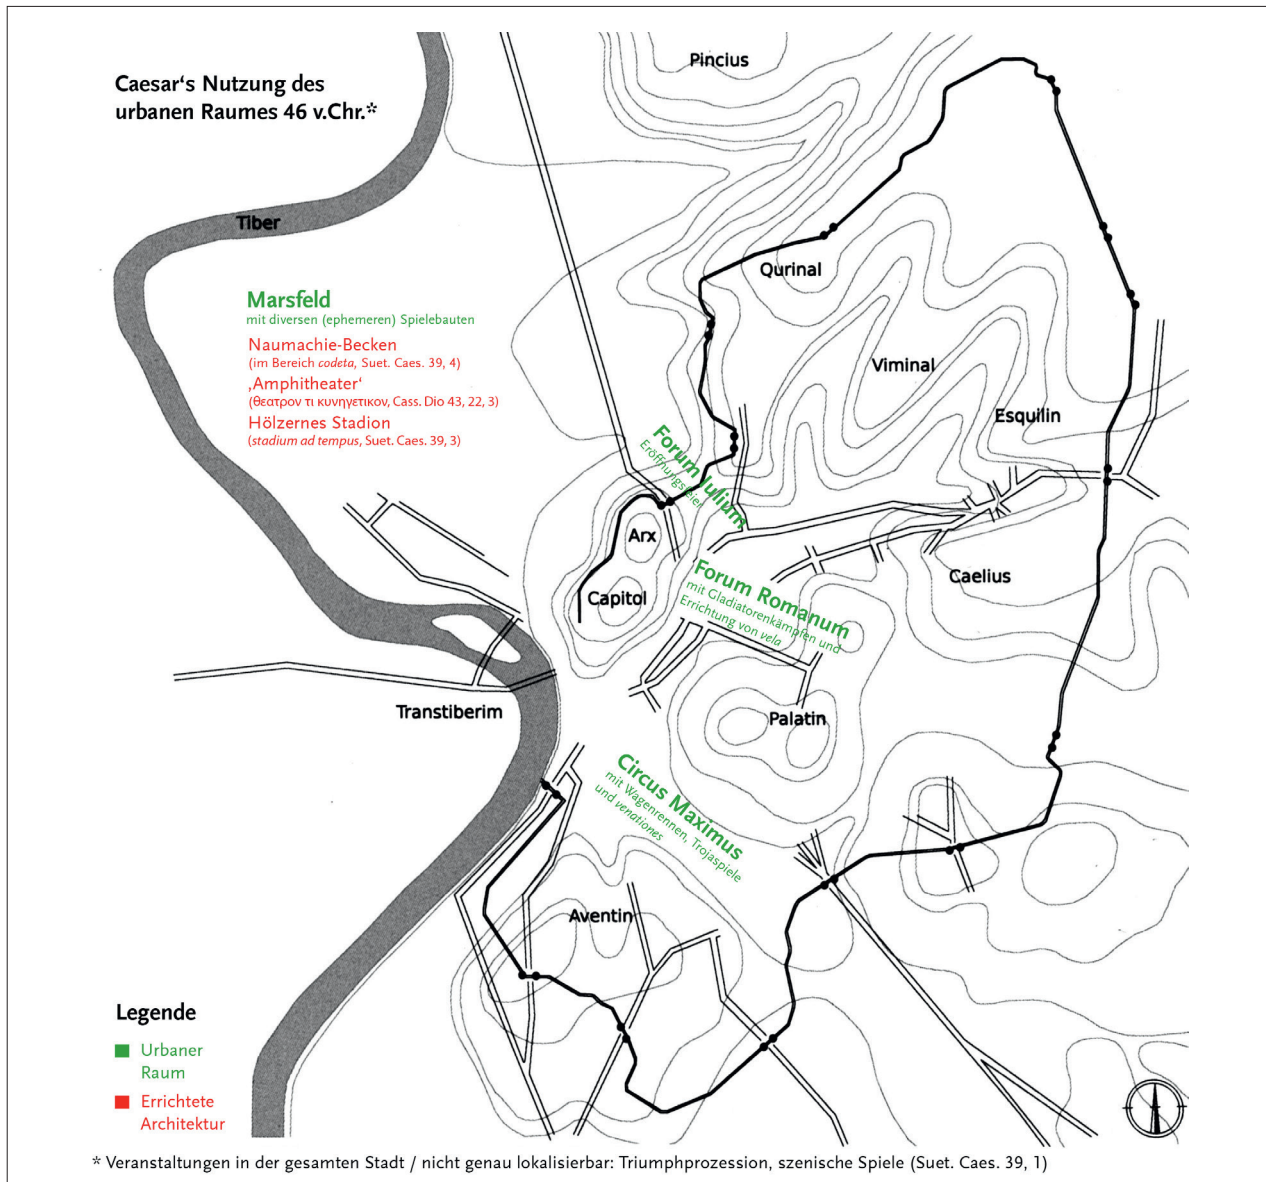 Caesar‘s Nutzung des
urbanen Raumes 46 v.Chr.*
Pincius
Tiber
Qurinal
Marsfeld
mit diversen (ephemeren) Spielebauten
Naumachie-Becken
(im Bereich codeta, Suet. Caes. 39, 4)
‚Amphitheater‘
(θεατρον τι κυνηγετικον, Cass. Dio 43, 22, 3)
Hölzernes Stadion
(stadium ad tempus, Suet. Caes. 39, 3)
Viminal
Esquilin
Forum Julium
Eröffnungsfeier
Arx
Capitol
Caelius
Forum Romanum
mit Gladiatorenkämpfen und
Errichtung von vela
Transtiberim
Palatin
Circus Maximus
mit Wagenrennen, Trojaspiele
und venationes
Aventin
Legende
Urbaner
Raum
Errichtete
Architektur
* Veranstaltungen in der gesamten Stadt / nicht genau lokalisierbar: Triumphprozession, szenische Spiele (Suet. Caes. 39, 1)